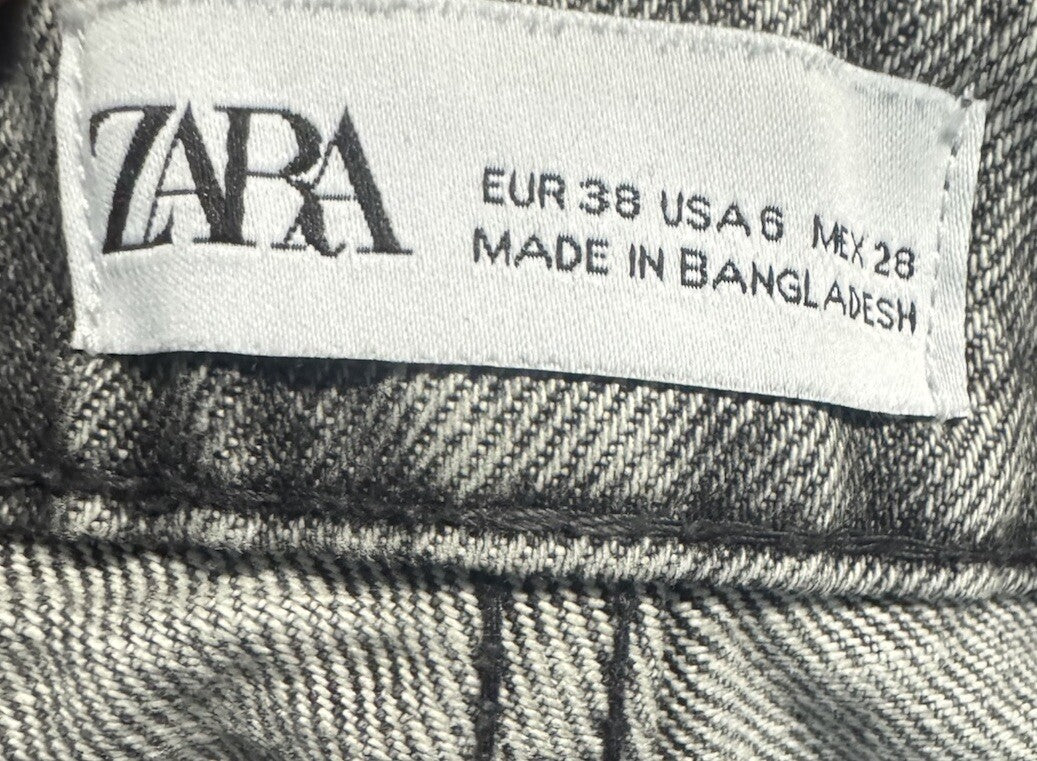 ZARA
EUR 38 USA 6 MEX 28
MADE IN BANGLADESH